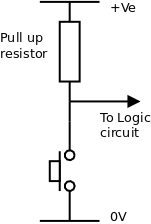 +Ve
Pull up
resistor
To Logic
circuit
0V